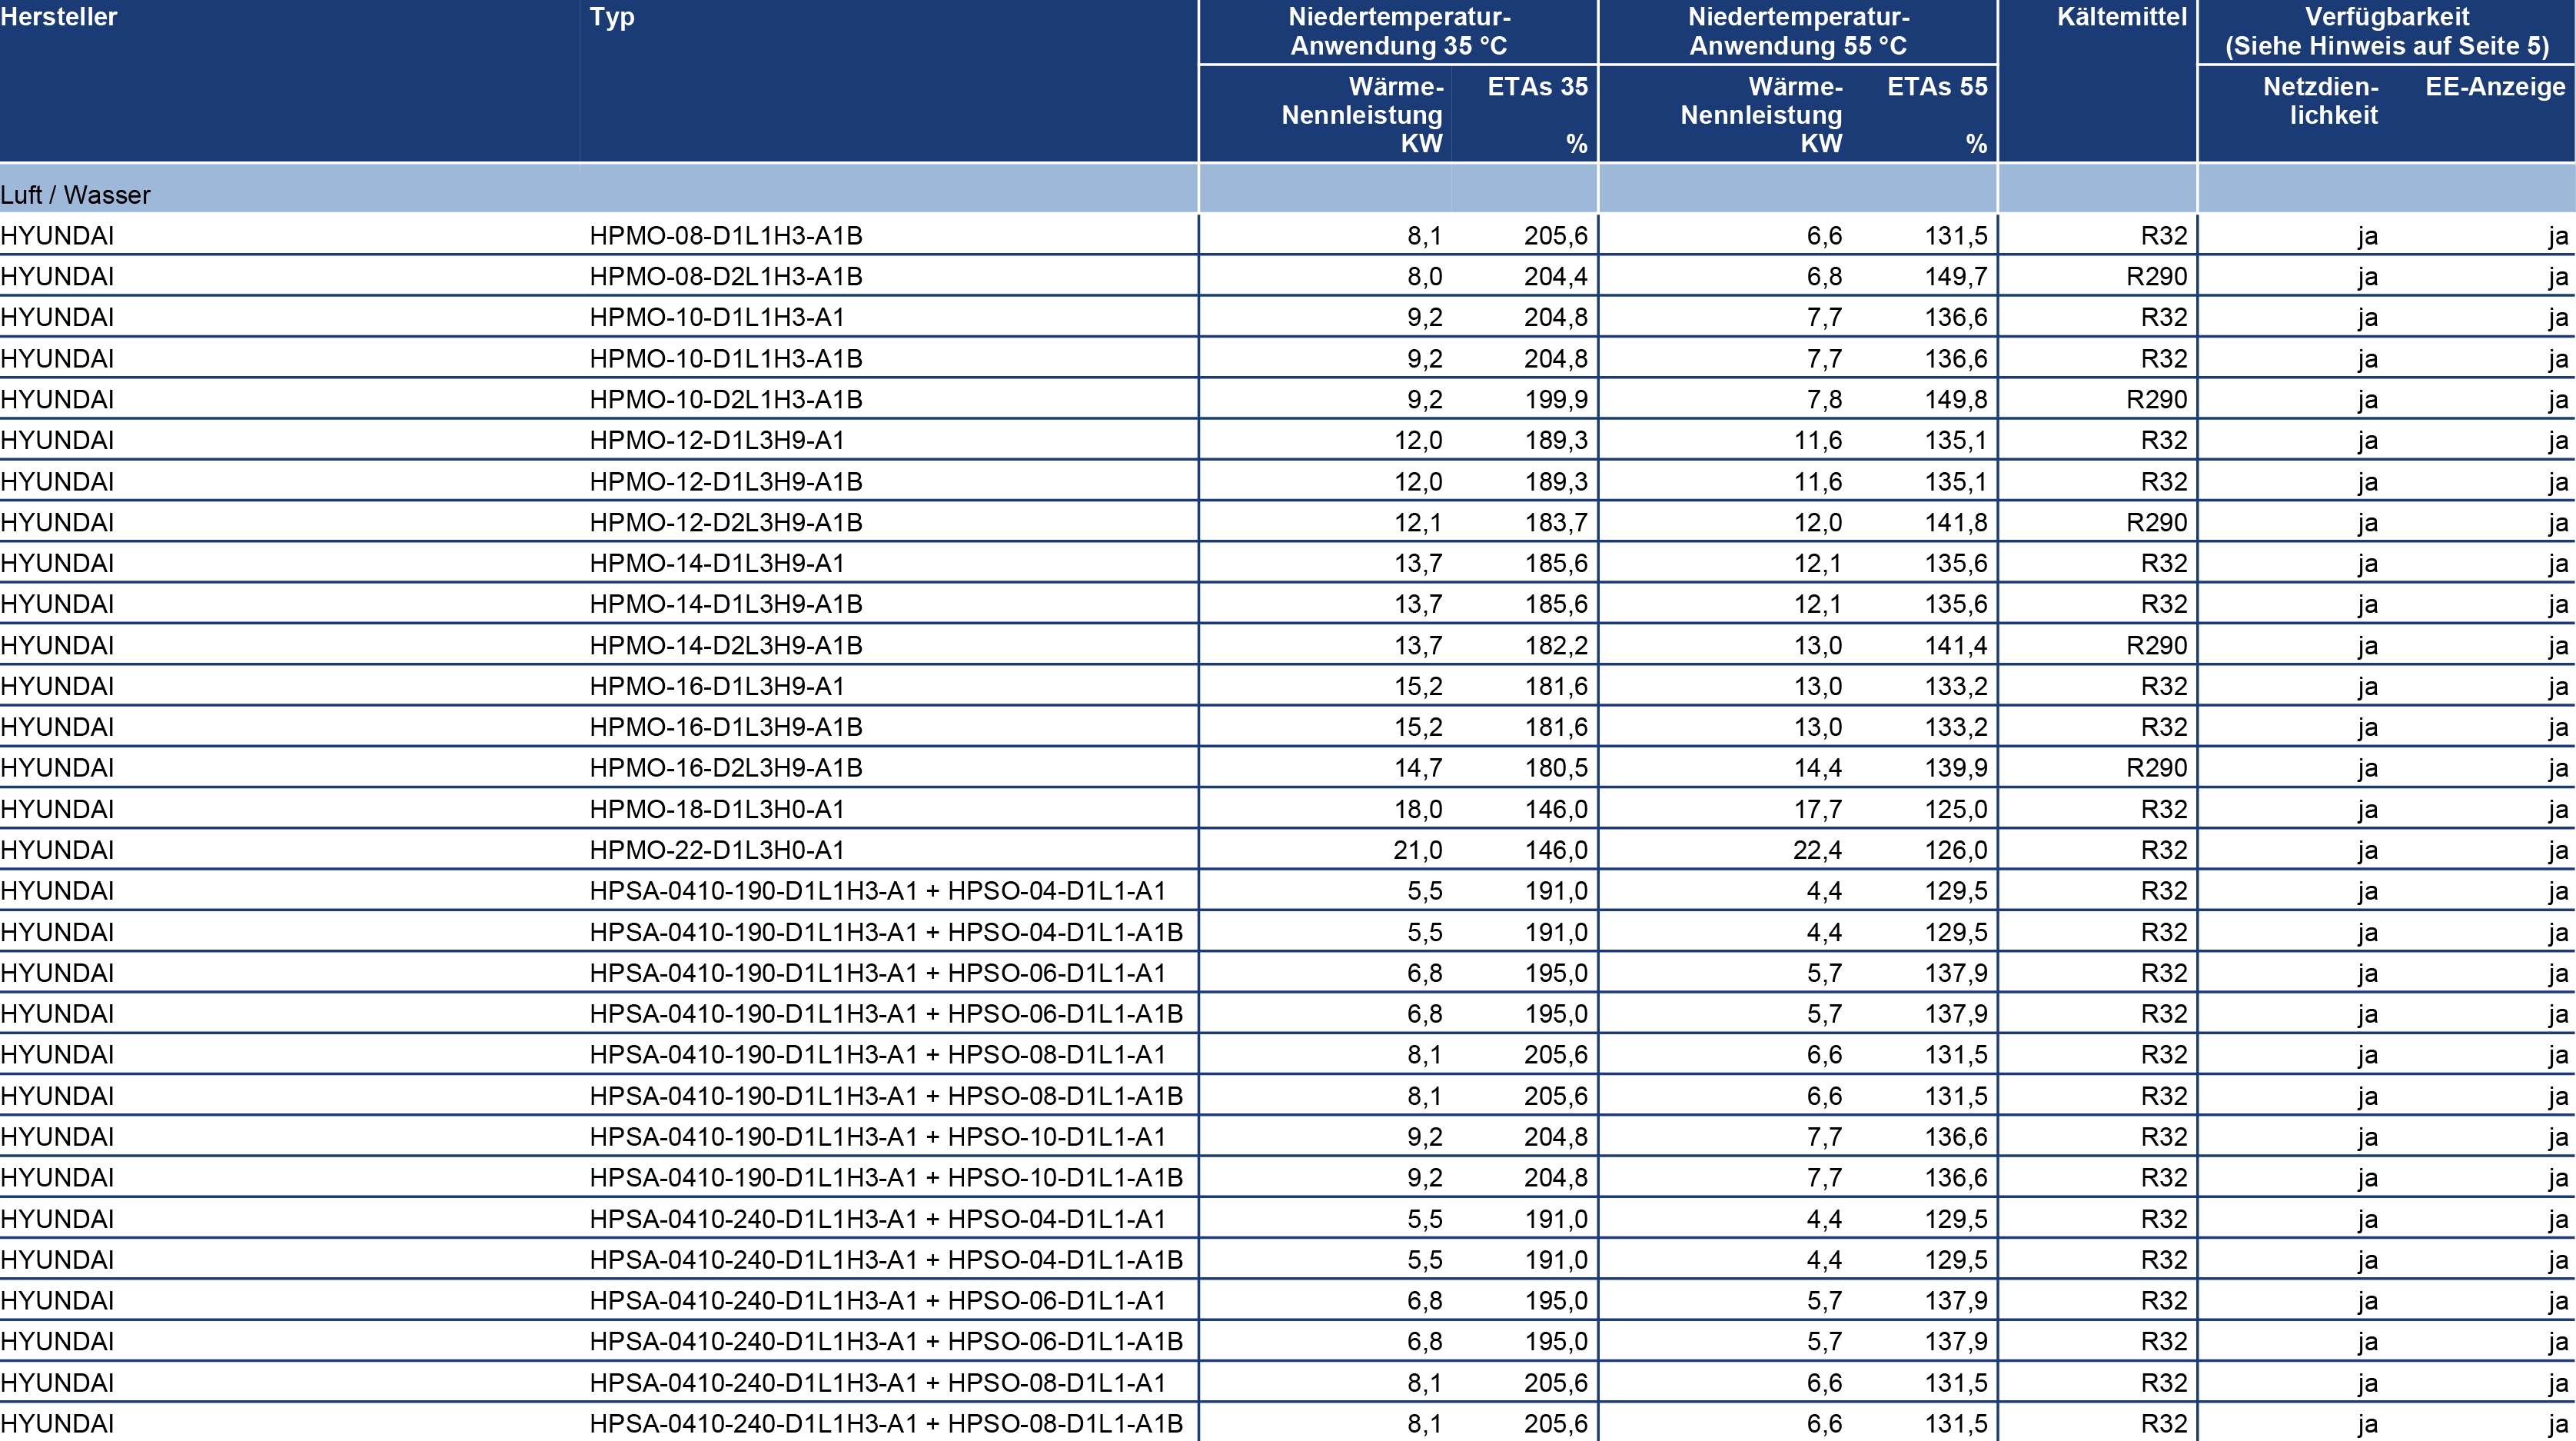 Hersteller Typ Niedertemperatur- Niedertemperatur- Kältemittel Verfügbarkeit
Anwendung 35 °C Anwendung 55 °C (Siehe Hinweis auf Seite 5)
Wärme- ETAs 35 Wärme- ETAs 55 Netzdien- EE-Anzeige
Nennleistung Nennleistung lichkeit
KW % KW %
Luft / Wasser
HYUNDAI HPMO-08-D1L1H3-A1B 8,1 205,6 6,6 131,5 R32 ja ja
HYUNDAI HPMO-08-D2L1H3-A1B 8,0 204,4 6,8 149,7 R290 ja ja
HYUNDAI HPMO-10-D1L1H3-A1 9,2 204,8 7,7 136,6 R32 ja ja
HYUNDAI HPMO-10-D1L1H3-A1B 9,2 204,8 7,7 136,6 R32 ja ja
HYUNDAI HPMO-10-D2L1H3-A1B 9,2 199,9 7,8 149,8 R290 ja ja
HYUNDAI HPMO-12-D1L3H9-A1 12,0 189,3 11,6 135,1 R32 ja ja
HYUNDAI HPMO-12-D1L3H9-A1B 12,0 189,3 11,6 135,1 R32 ja ja
HYUNDAI HPMO-12-D2L3H9-A1B 12,1 183,7 12,0 141,8 R290 ja ja
HYUNDAI HPMO-14-D1L3H9-A1 13,7 185,6 12,1 135,6 R32 ja ja
HYUNDAI HPMO-14-D1L3H9-A1B 13,7 185,6 12,1 135,6 R32 ja ja
HYUNDAI HPMO-14-D2L3H9-A1B 13,7 182,2 13,0 141,4 R290 ja ja
HYUNDAI HPMO-16-D1L3H9-A1 15,2 181,6 13,0 133,2 R32 ja ja
HYUNDAI HPMO-16-D1L3H9-A1B 15,2 181,6 13,0 133,2 R32 ja ja
HYUNDAI HPMO-16-D2L3H9-A1B 14,7 180,5 14,4 139,9 R290 ja ja
HYUNDAI HPMO-18-D1L3H0-A1 18,0 146,0 17,7 125,0 R32 ja ja
HYUNDAI HPMO-22-D1L3H0-A1 21,0 146,0 22,4 126,0 R32 ja ja
HYUNDAI HPSA-0410-190-D1L1H3-A1 + HPSO-04-D1L1-A1 5,5 191,0 4,4 129,5 R32 ja ja
HYUNDAI HPSA-0410-190-D1L1H3-A1 + HPSO-04-D1L1-A1B 5,5 191,0 4,4 129,5 R32 ja ja
HYUNDAI HPSA-0410-190-D1L1H3-A1 + HPSO-06-D1L1-A1 6,8 195,0 5,7 137,9 R32 ja ja
HYUNDAI HPSA-0410-190-D1L1H3-A1 + HPSO-06-D1L1-A1B 6,8 195,0 5,7 137,9 R32 ja ja
HYUNDAI HPSA-0410-190-D1L1H3-A1 + HPSO-08-D1L1-A1 8,1 205,6 6,6 131,5 R32 ja ja
HYUNDAI HPSA-0410-190-D1L1H3-A1 + HPSO-08-D1L1-A1B 8,1 205,6 6,6 131,5 R32 ja ja
HYUNDAI HPSA-0410-190-D1L1H3-A1 + HPSO-10-D1L1-A1 9,2 204,8 7,7 136,6 R32 ja ja
HYUNDAI HPSA-0410-190-D1L1H3-A1 + HPSO-10-D1L1-A1B 9,2 204,8 7,7 136,6 R32 ja ja
HYUNDAI HPSA-0410-240-D1L1H3-A1 + HPSO-04-D1L1-A1 5,5 191,0 4,4 129,5 R32 ja ja
HYUNDAI HPSA-0410-240-D1L1H3-A1 + HPSO-04-D1L1-A1B 5,5 191,0 4,4 129,5 R32 ja ja
HYUNDAI HPSA-0410-240-D1L1H3-A1 + HPSO-06-D1L1-A1 6,8 195,0 5,7 137,9 R32 ja ja
HYUNDAI HPSA-0410-240-D1L1H3-A1 + HPSO-06-D1L1-A1B 6,8 195,0 5,7 137,9 R32 ja ja
HYUNDAI HPSA-0410-240-D1L1H3-A1 + HPSO-08-D1L1-A1 8,1 205,6 6,6 131,5 R32 ja ja
HYUNDAI HPSA-0410-240-D1L1H3-A1 + HPSO-08-D1L1-A1B 8,1 205,6 6,6 131,5 R32 ja ja